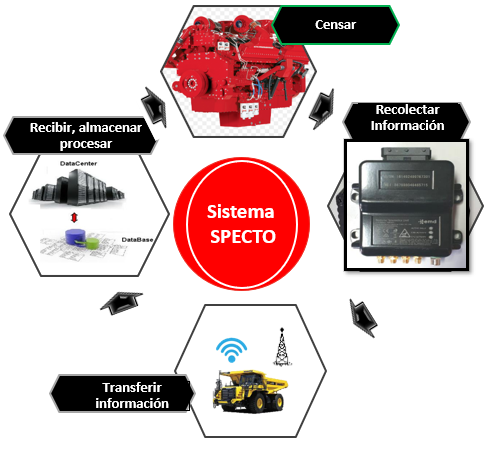 Censar
Recolectar
Información
Recibir, almacenar
procesar
DataCenter
DataBase
Sistema
SPECTO
Transferir
información